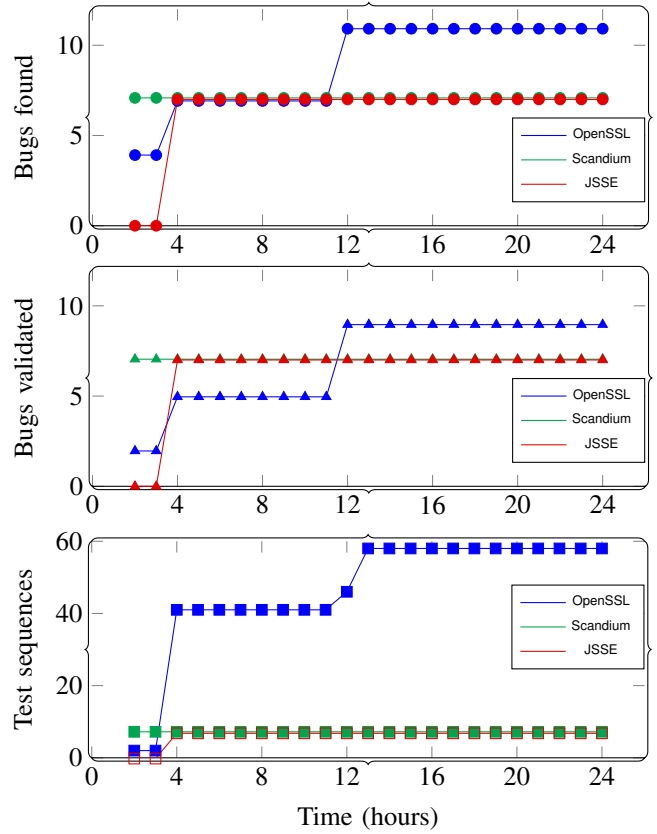 Bugs found
10
5
0
OpenSSL
Scandium
JSSE
0 4 8 12 16 20 24
Bugs validated
10
5
0
OpenSSL
Scandium
JSSE
0 4 8 12 16 20 24
Test sequences
60
40
20
0
OpenSSL
Scandium
JSSE
0 4 8 12 16 20 24
Time (hours)